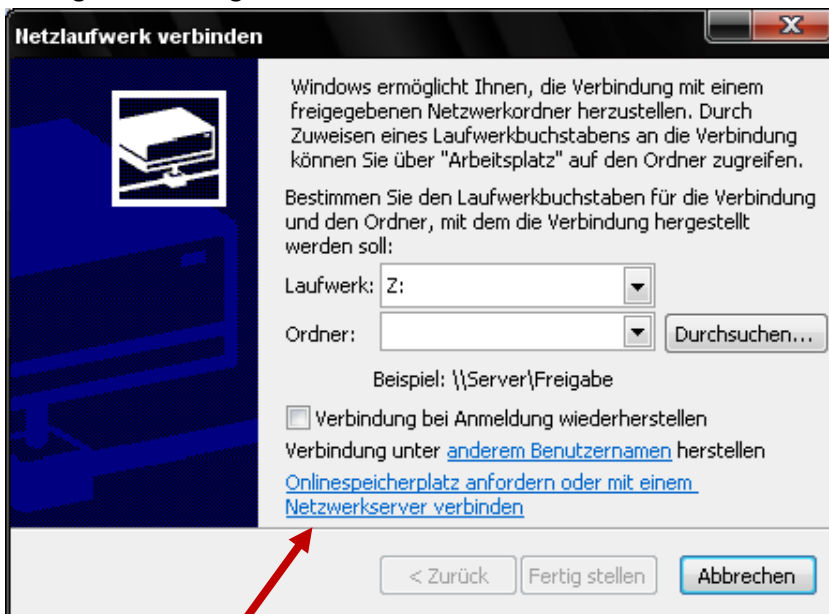 Netzlaufwerk verbinden
X
Windows ermöglicht Ihnen, die Verbindung mit einem
freigegebenen Netzwerkordner herzustellen. Durch
Zuweisen eines Laufwerkbuchstabens an die Verbindung
können Sie über "Arbeitsplatz" auf den Ordner zugreifen.
Bestimmen Sie den Laufwerkbuchstaben für die Verbindung
und den Ordner, mit dem die Verbindung hergestellt
werden soll:
Laufwerk: Z:
Ordner: Durchsuchen...
Beispiel: \\Server\Freigabe
Verbindung bei Anmeldung wiederherstellen
Verbindung unter anderem Benutzernamen herstellen
Onlinespeicherplatz anfordern oder mit einem
Netzwerkserver verbinden
< Zurück Fertig stellen Abbrechen